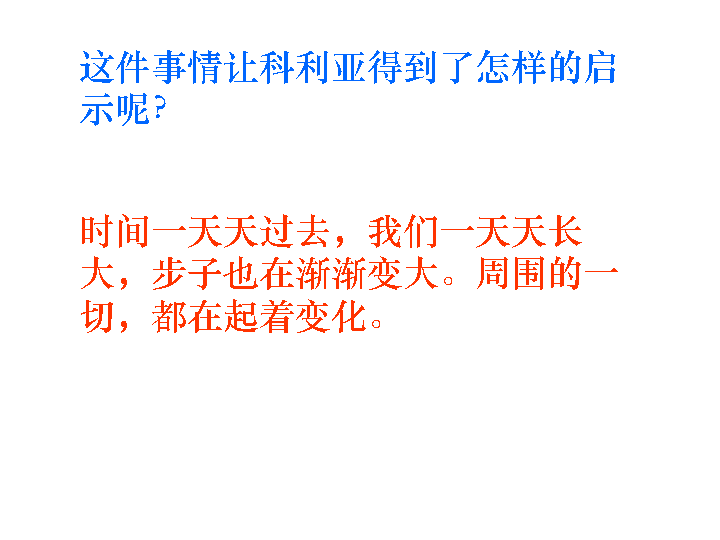 这件事情让科利亚得到了怎样的启
示呢?
时间一天天过去，我们一天天长
大，步子也在渐渐变大。周围的一
切，都在起着变化。